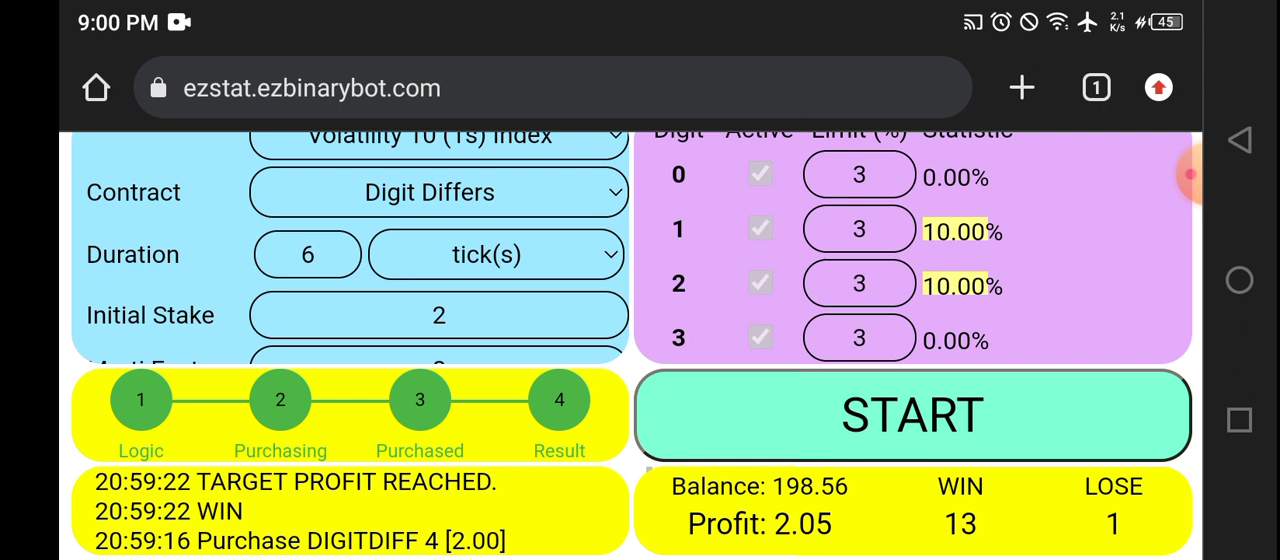 9:00 PM
2.1 K/s 45
ezstat.ezbinarybot.com
1
Volatility 10 (1s) Index
Contract Digit Differs
Duration 6 tick(s)
Initial Stake 2
Digit Active Limit (%) Statistic
0 3 0.00%
1 3 10.00%
2 3 10.00%
3 3 0.00%
1 2 3 4
Logic Purchasing Purchased Result
START
20:59:22 TARGET PROFIT REACHED.
20:59:22 WIN
20:59:16 Purchase DIGITDIFF 4 [2.00]
Balance: 198.56 WIN LOSE
Profit: 2.05 13 1